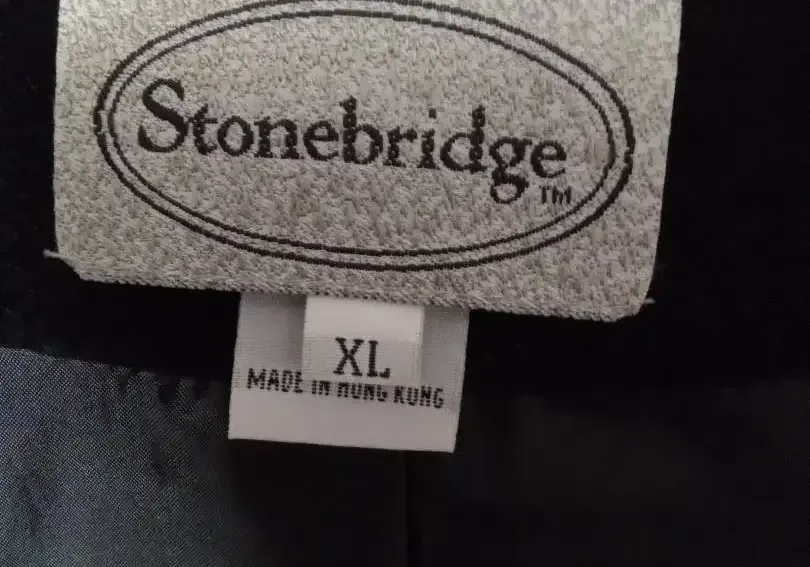 Stonebridge
TM
XL
MADE IN HONG KONG